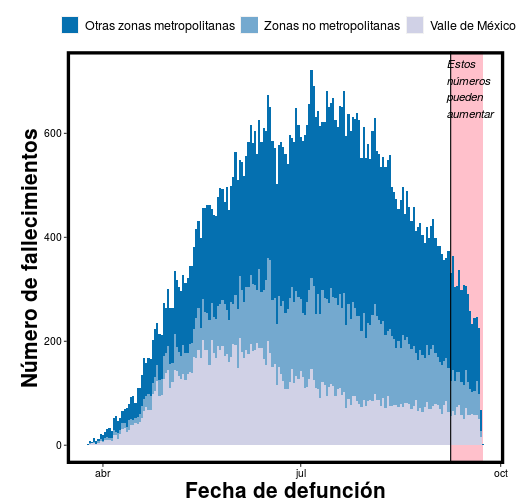 Otras zonas metropolitanas Zonas no metropolitanas Valle de México
Estos
números
pueden
aumentar
600
400
200
0
Número de fallecimientos
abr jul oct
Fecha de defunción